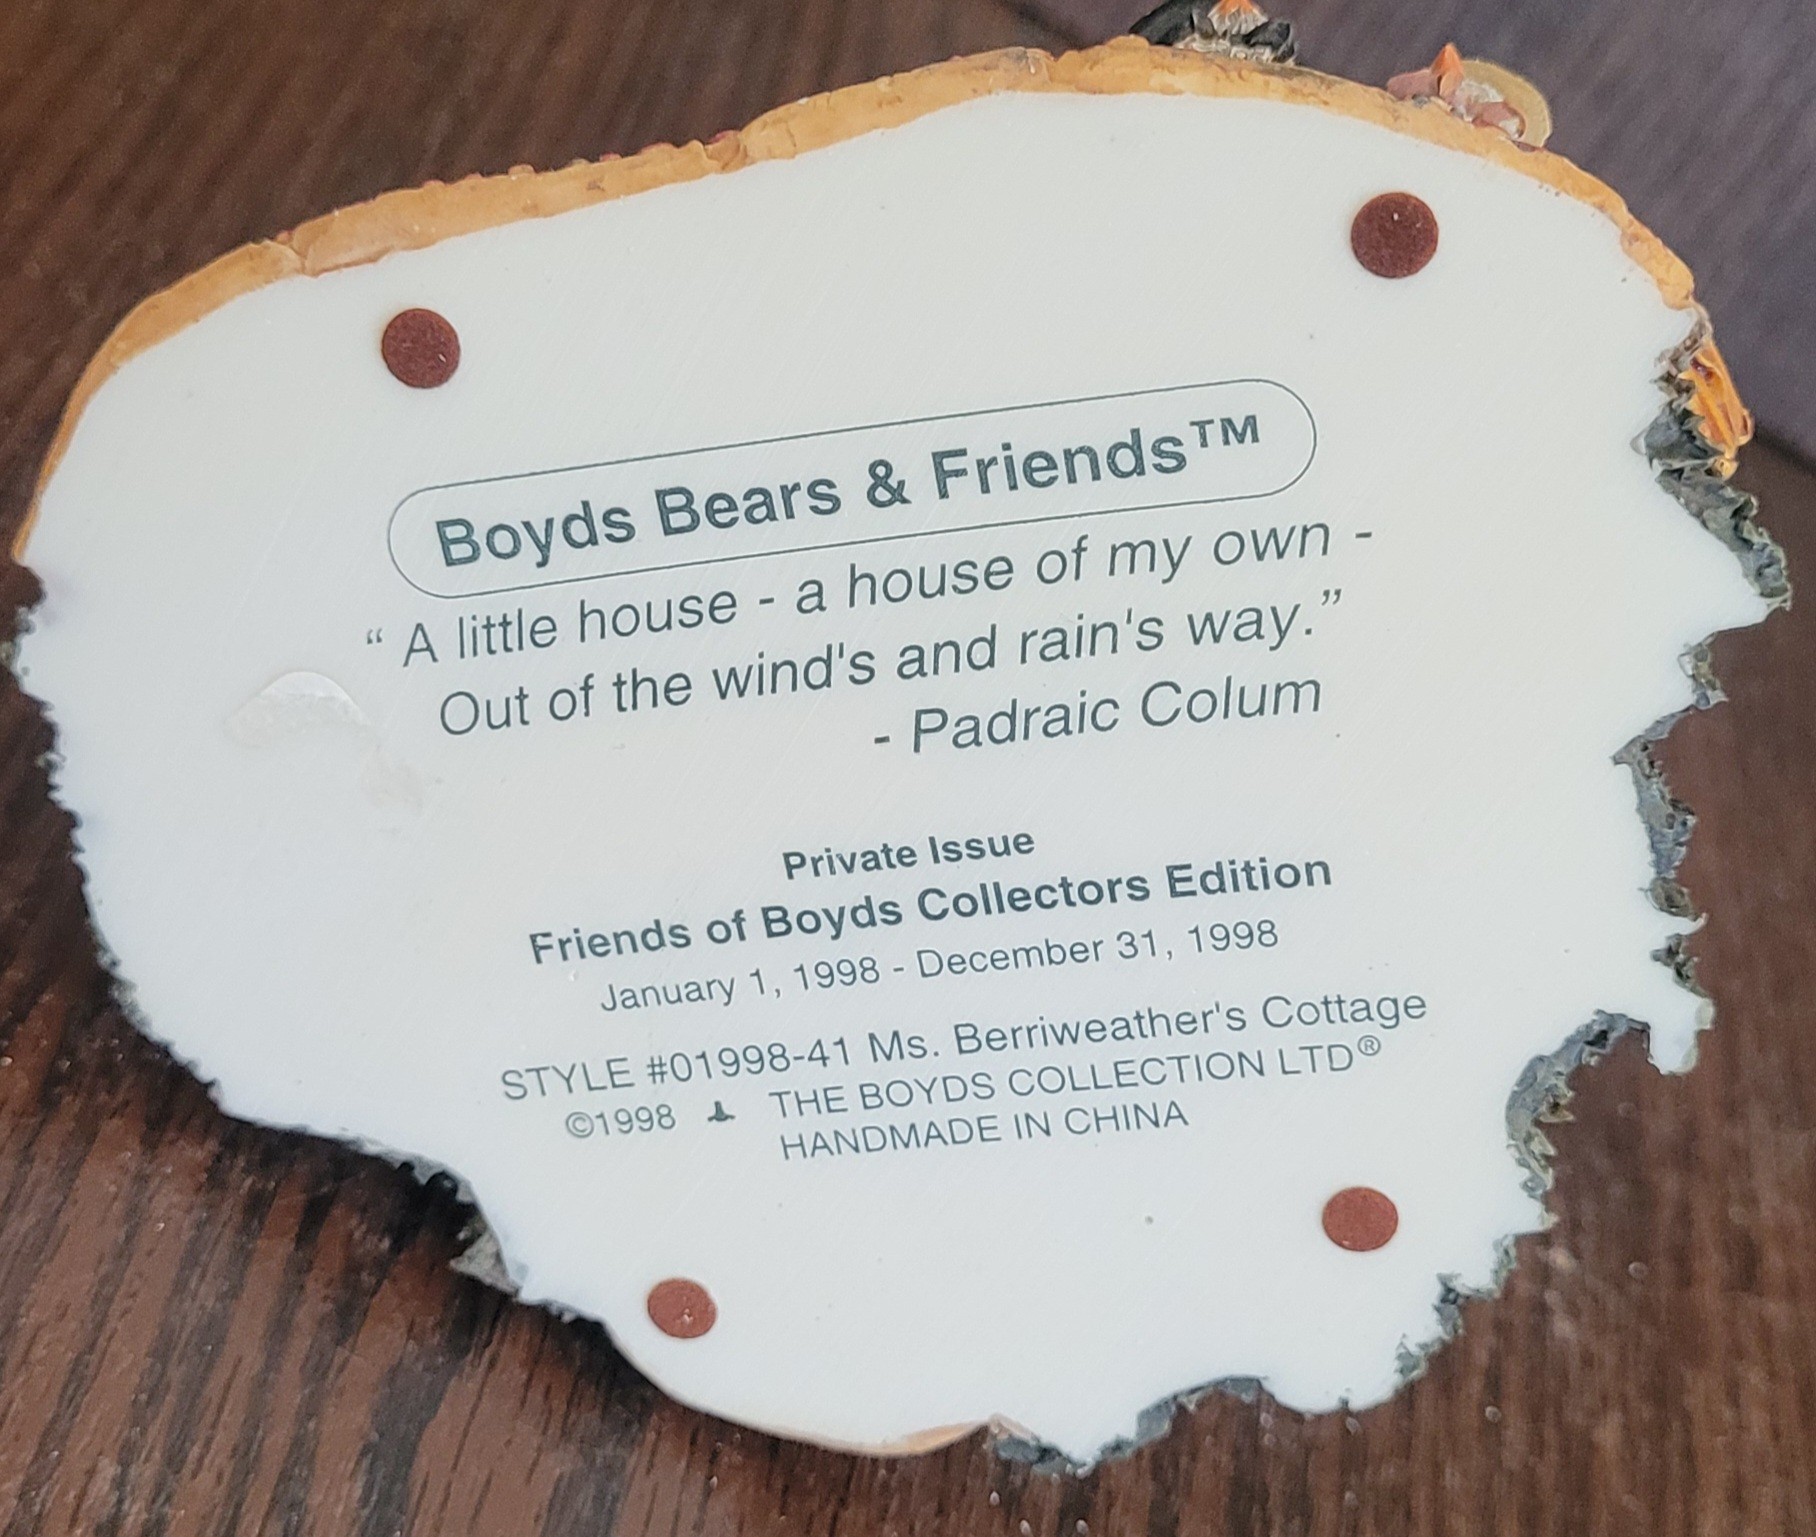 Boyds Bears & Friends™
“ A little house - a house of my own -
Out of the wind's and rain's way.”
- Padraic Colum
Private Issue
Friends of Boyds Collectors Edition
January 1, 1998 - December 31, 1998
STYLE #01998-41 Ms. Berriweather's Cottage
©1998 THE BOYDS COLLECTION LTD®
HANDMADE IN CHINA